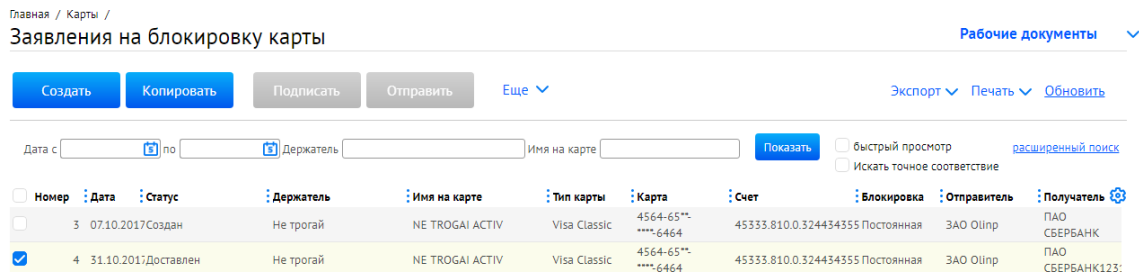 Главная / Карты /
Заявления на блокировку карты
Рабочие документы
Создать Копировать Подписать Отправить Еще Экспорт Печать Обновить
Дата с по Держатель Имя на карте Показать быстрый просмотр расширенный поиск
Искать точное соответствие
Номер Дата Статус Держатель Имя на карте Тип карты Карта Счет Блокировка Отправитель Получатель
3 07.10.2017 Создан Не трогай NE TROGAI ACTIV Visa Classic 4564-65**- 45333.810.0.324434355 Постоянная ЗАО Olinp ПАО
****-6464 СБЕРБАНК
4 31.10.2017 Доставлен Не трогай NE TROGAI ACTIV Visa Classic 4564-65**- 45333.810.0.324434355 Постоянная ЗАО Olinp ПАО
****-6464